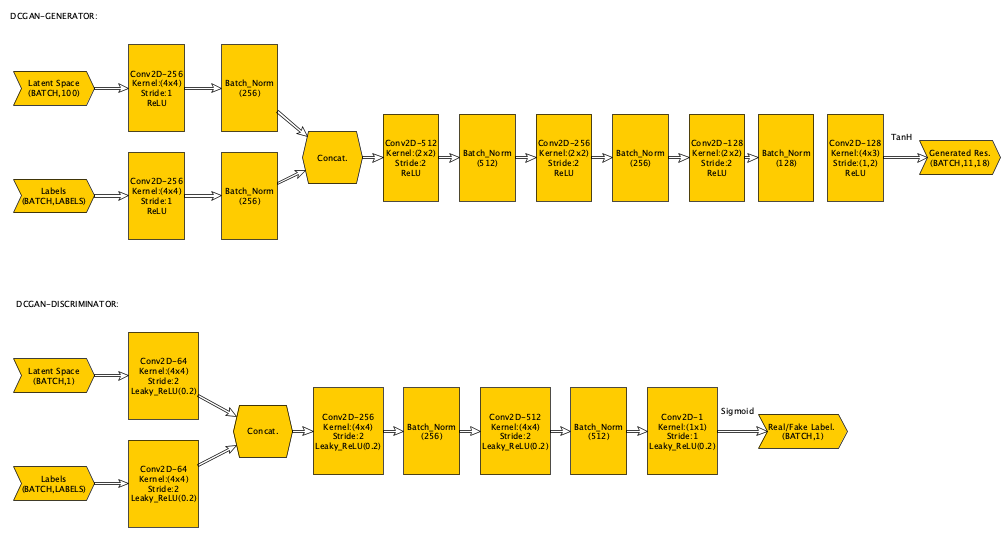 DCGAN-GENERATOR:
Latent Space
(BATCH,100)
Conv2D-256
Kernel:(4x4)
Stride:1
ReLU
Batch_Norm
(256)
Labels
(BATCH,LABELS)
Conv2D-256
Kernel:(4x4)
Stride:1
ReLU
Batch_Norm
(256)
Concat.
Conv2D-512
Kernel:(2x2)
Stride:2
ReLU
Batch_Norm
(512)
Conv2D-256
Kernel:(2x2)
Stride:2
ReLU
Batch_Norm
(256)
Conv2D-128
Kernel:(2x2)
Stride:2
ReLU
Batch_Norm
(128)
Conv2D-128
Kernel:(4x3)
Stride:(1,2)
ReLU
TanH
Generated Res.
(BATCH,11,18)
DCGAN-DISCRIMINATOR:
Latent Space
(BATCH,1)
Conv2D-64
Kernel:(4x4)
Stride:2
Leaky_ReLU(0.2)
Labels
(BATCH,LABELS)
Conv2D-64
Kernel:(4x4)
Stride:2
Leaky_ReLU(0.2)
Concat.
Conv2D-256
Kernel:(4x4)
Stride:2
Leaky_ReLU(0.2)
Batch_Norm
(256)
Conv2D-512
Kernel:(4x4)
Stride:2
Leaky_ReLU(0.2)
Batch_Norm
(512)
Conv2D-1
Kernel:(1x1)
Stride:1
Leaky_ReLU(0.2)
Sigmoid
Real/Fake Label.
(BATCH,1)